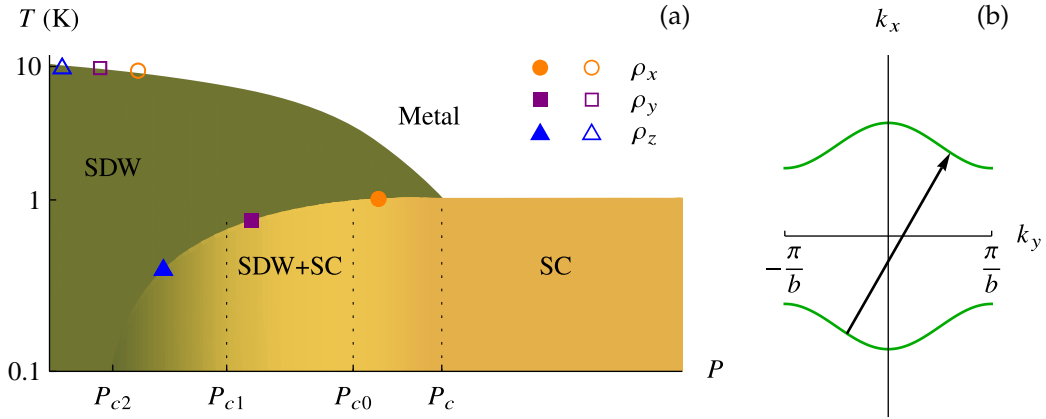 T (K)
(a)
10
1
0.1
SDW
Metal
SDW+SC
SC
ρx
ρy
ρz
Pc2
Pc1
Pc0
Pc
P
(b)
kx
ky
-π/b
π/b